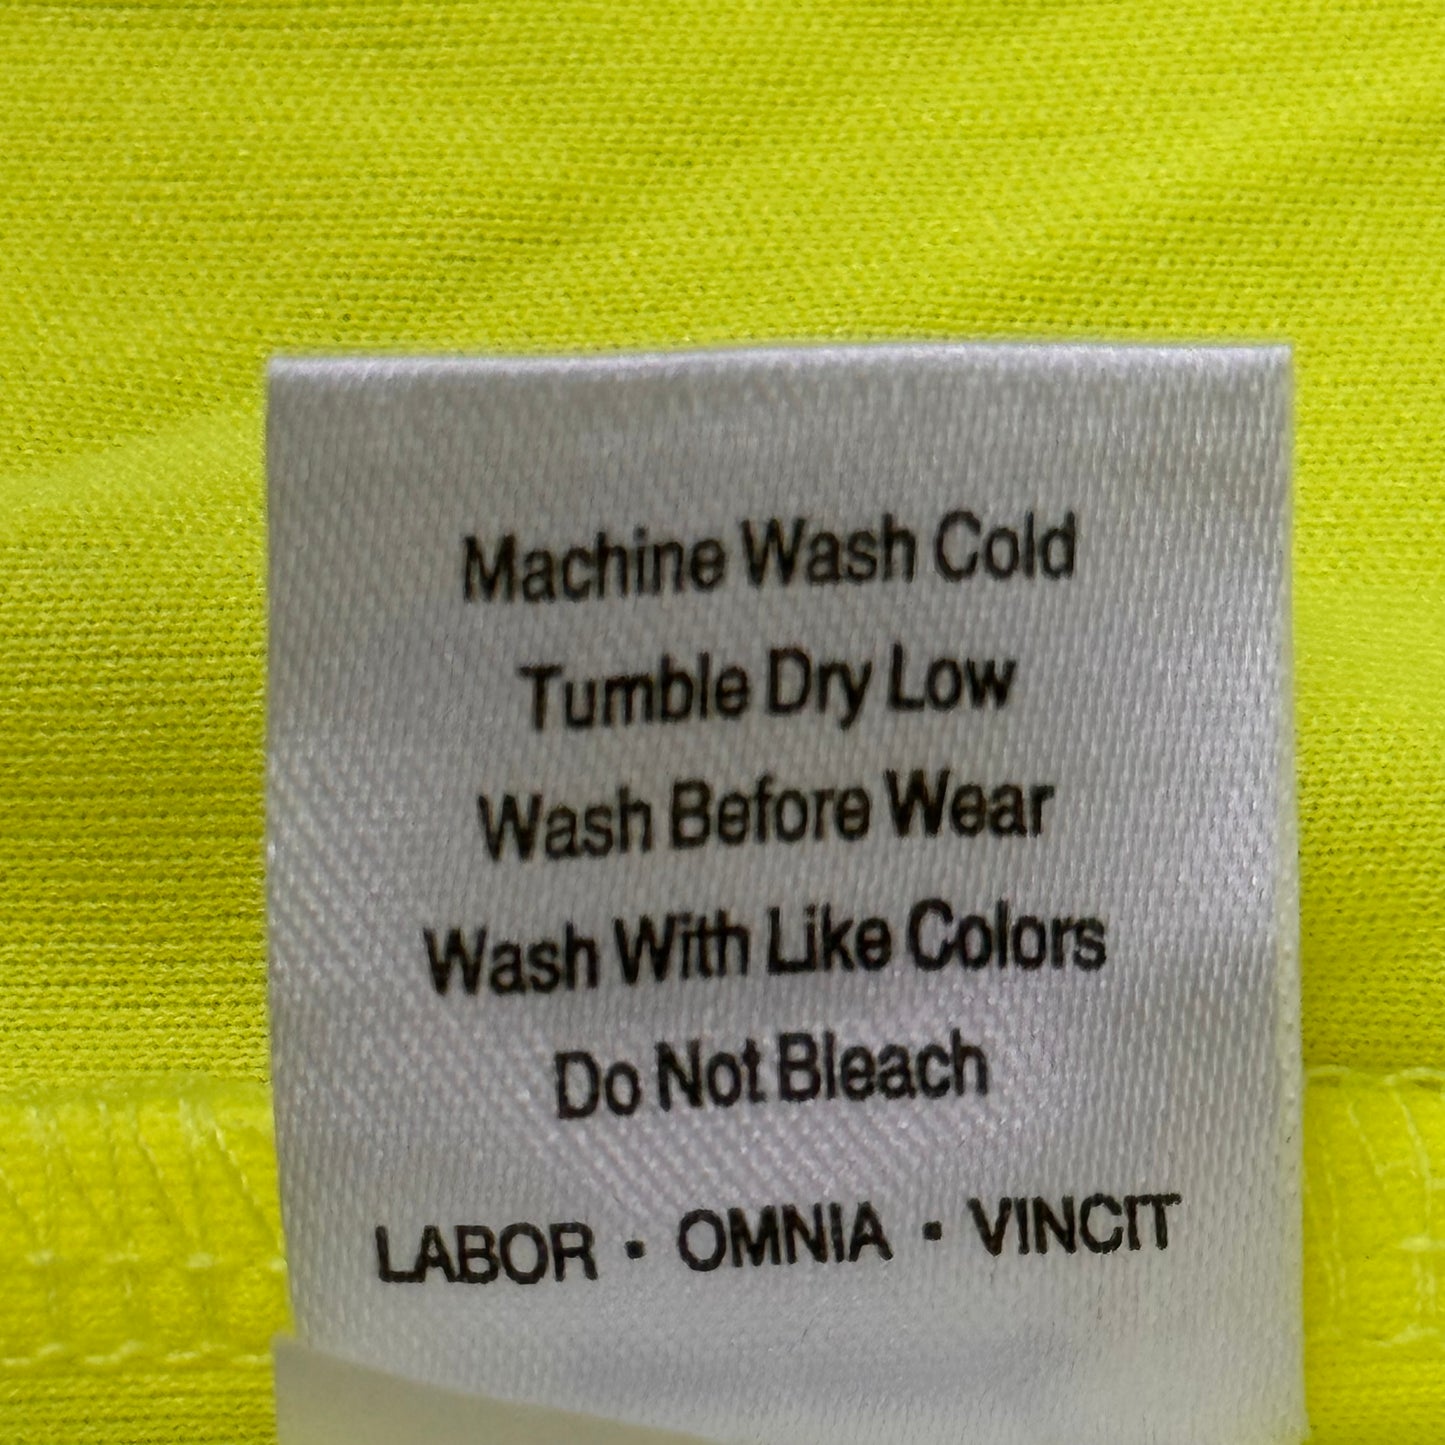 Machine Wash Cold
Tumble Dry Low
Wash Before Wear
Wash With Like Colors
Do Not Bleach
LABOR · OMNIA · VINCIT